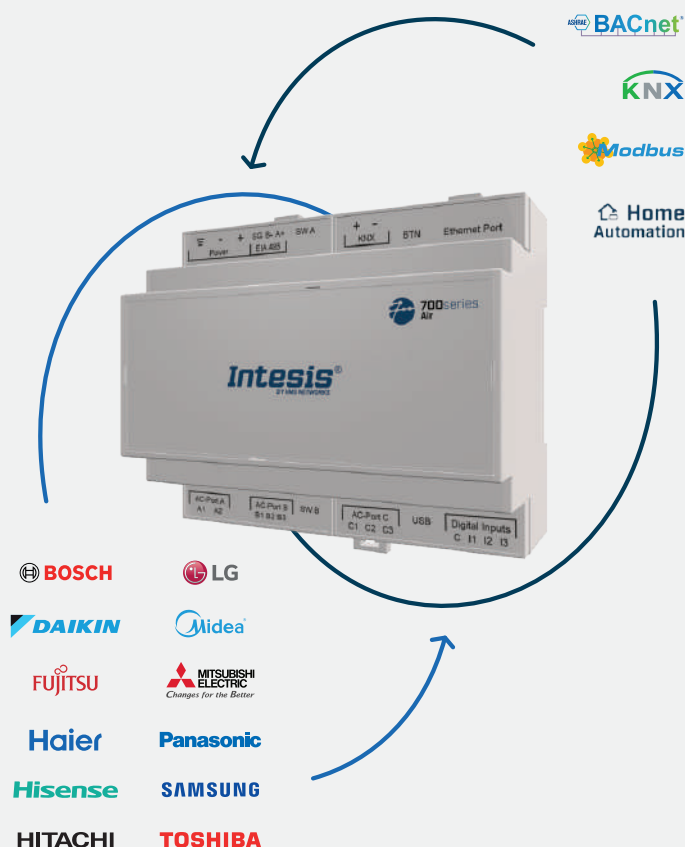 ASHRAE BACnet®
KNX
Modbus
Home
Automation
- + SG B- A+ SW A
Power EIA 485
+ -
KNX BTN Ethernet Port
700series
Air
Intesis®
BY HMS NETWORKS
AC-Port A AC Port B SW B AC-Port C USB Digital Inputs
A1 A2 B1 B2 B3 C1 C2 C3 C I1 I2 I3
BOSCH LG
DAIKIN Midea
FUJITSU MITSUBISHI
ELECTRIC
Changes for the Better
Haier Panasonic
Hisense SAMSUNG
HITACHI TOSHIBA